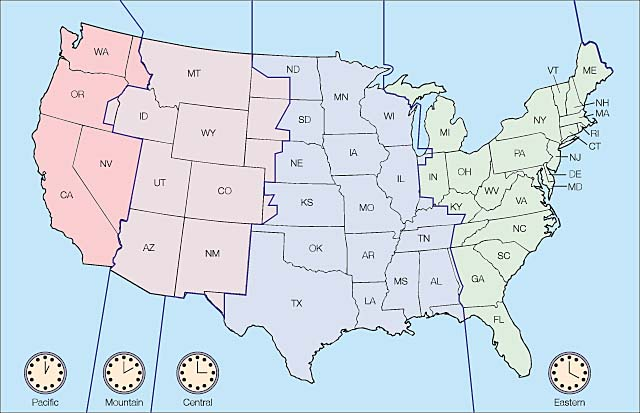 WA
MT
ND
MN
VT
ME
OR
ID
WY
SD
WI
MI
NY
NH
MA
RI
CT
NV
UT
CO
NE
IA
IL
IN
OH
PA
NJ
DE
MD
WV
VA
CA
KS
MO
KY
NC
TN
AZ
NM
OK
AR
SC
TX
MS
AL
GA
LA
FL
Pacific
Mountain
Central
Eastern